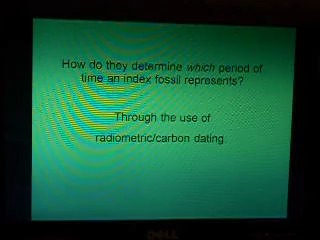 How do they determine which period of
time an index fossil represents?
Through the use of
radiometric/carbon dating.
DELL